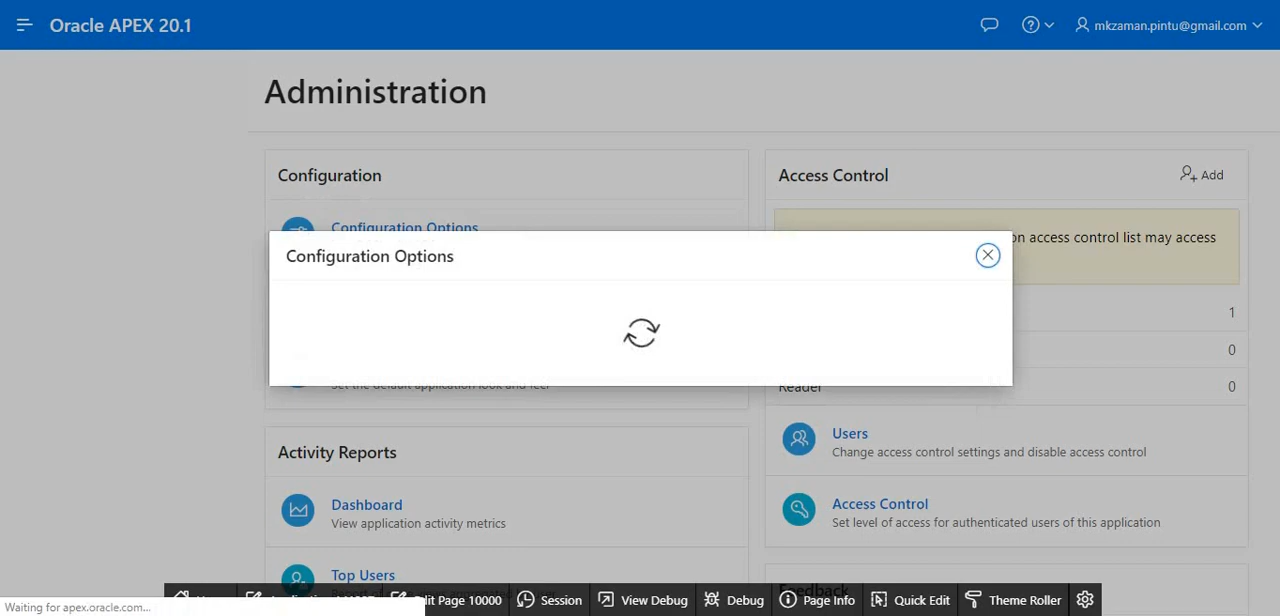 Oracle APEX 20.1
mkzaman.pintu@gmail.com
Administration
Configuration
Access Control
Add
Configuration Options
on access control list may access
Configuration Options
1
0
Set the default application look and feel
Reader
0
Activity Reports
Users
Change access control settings and disable access control
Dashboard
View application activity metrics
Access Control
Set level of access for authenticated users of this application
Top Users
Feedback
Edit Page 10000
Session
View Debug
Debug
Page Info
Quick Edit
Theme Roller
Waiting for apex.oracle.com...